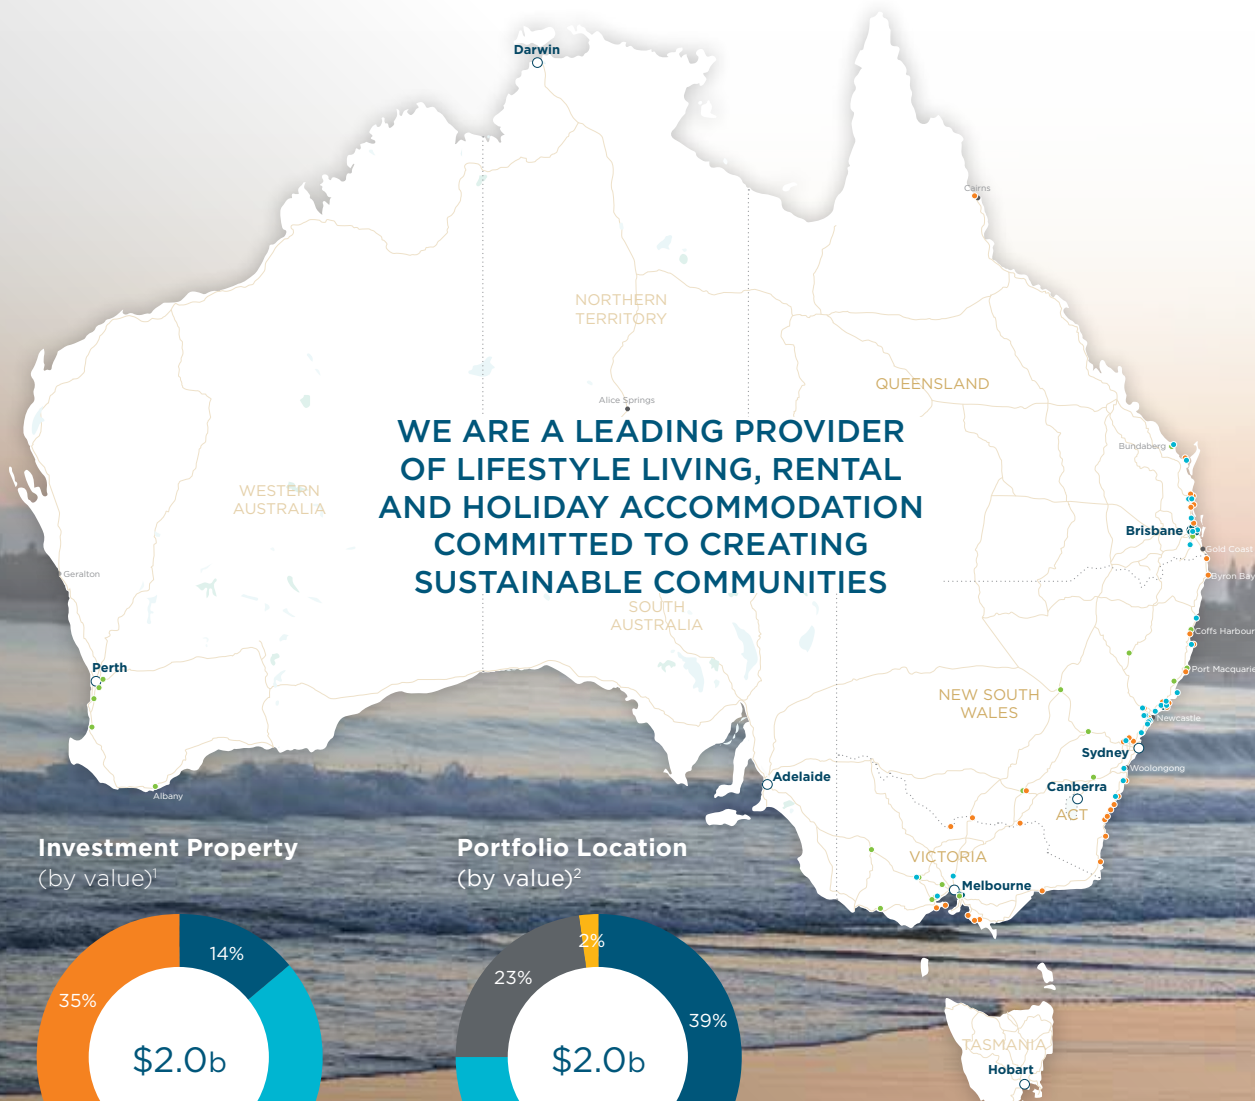 Darwin
Cairns
NORTHERN
TERRITORY
QUEENSLAND
Alice Springs
WE ARE A LEADING PROVIDER
OF LIFESTYLE LIVING, RENTAL
AND HOLIDAY ACCOMMODATION
COMMITTED TO CREATING
SUSTAINABLE COMMUNITIES
Bundaberg
WESTERN
AUSTRALIA
Brisbane
Gold Coast
Geralton
Byron Bay
SOUTH
AUSTRALIA
Coffs Harbour
Perth
Port Macquarie
NEW SOUTH
WALES
Newcastle
Sydney
Woolongong
Adelaide
Canberra
ACT
Albany
VICTORIA
Melbourne
Investment Property
(by value)1
Portfolio Location
(by value)2
14%
35%
$2.0b
2%
23%
39%
$2.0b
TASMANIA
Hobart